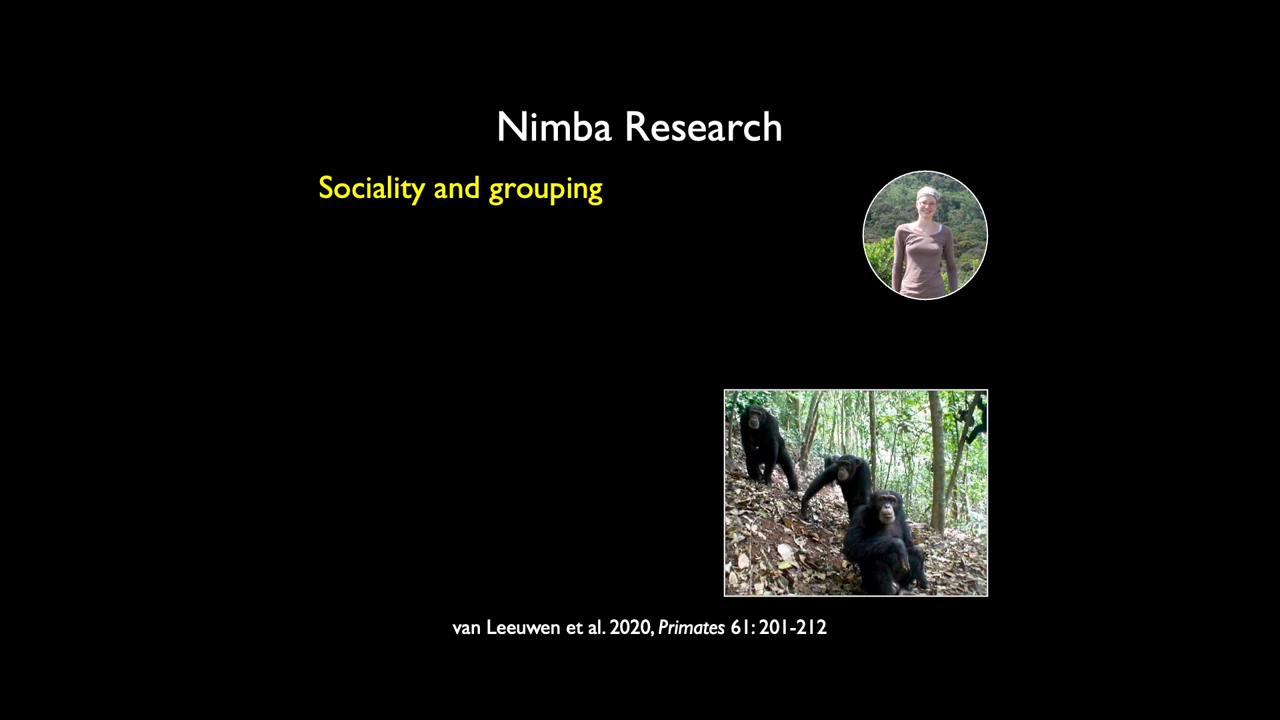 Nimba Research
Sociality and grouping
van Leeuwen et al. 2020, Primates 61: 201-212